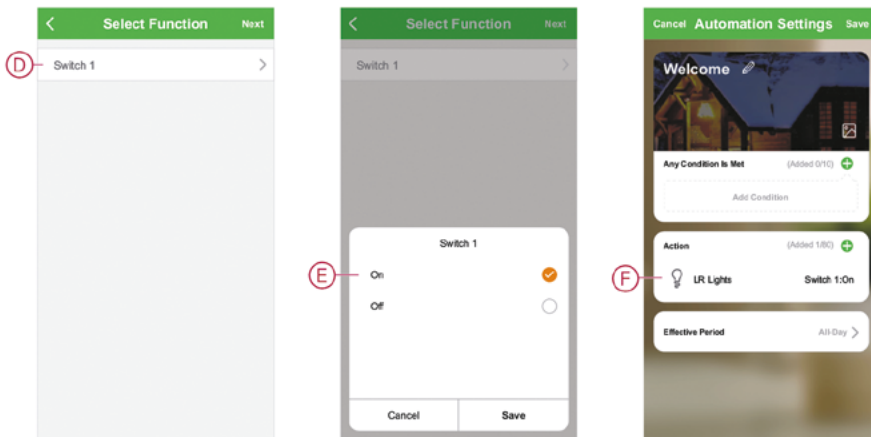 Select Function Next
D Switch 1
Select Function Next
Switch 1
Switch 1
E On
Off
Cancel Save
Cancel Automation Settings Save
Welcome
Any Condition Is Met (Added 0/10)
Add Condition
Action (Added 1/80)
F LR Lights Switch 1:On
Effective Period All-Day